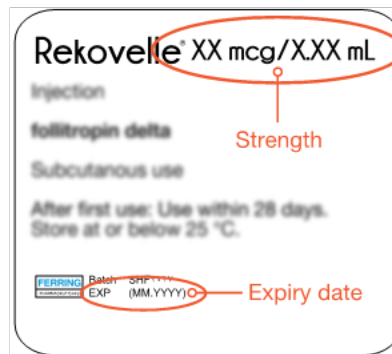 Rekovelle® XX mcg/X.XX mL
Injection
follitropin delta
Strength
Subcutanous use
After first use: Use within 28 days.
Store at or below 25 °C.
FERRING
Batch
EXP (MM.YYYY)
Expiry date